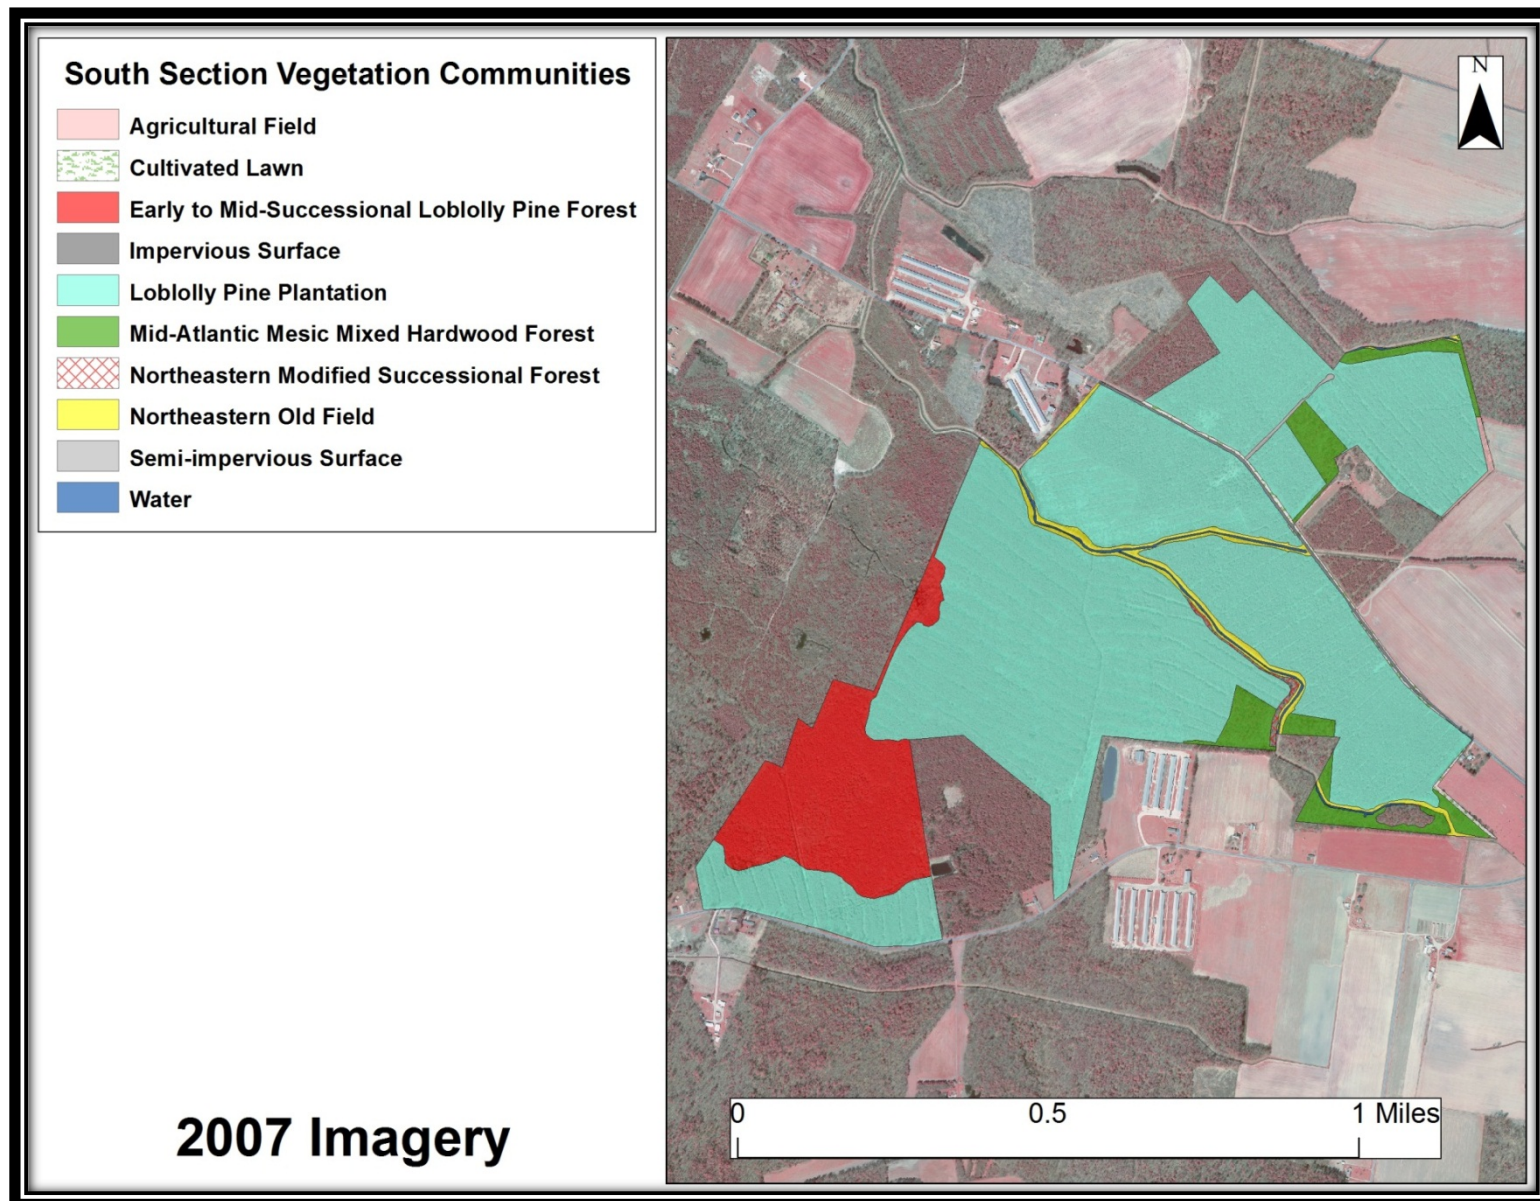 South Section Vegetation Communities
Agricultural Field
Cultivated Lawn
Early to Mid-Successional Loblolly Pine Forest
Impervious Surface
Loblolly Pine Plantation
Mid-Atlantic Mesic Mixed Hardwood Forest
Northeastern Modified Successional Forest
Northeastern Old Field
Semi-impervious Surface
Water
N
2007 Imagery
0 0.5 1 Miles